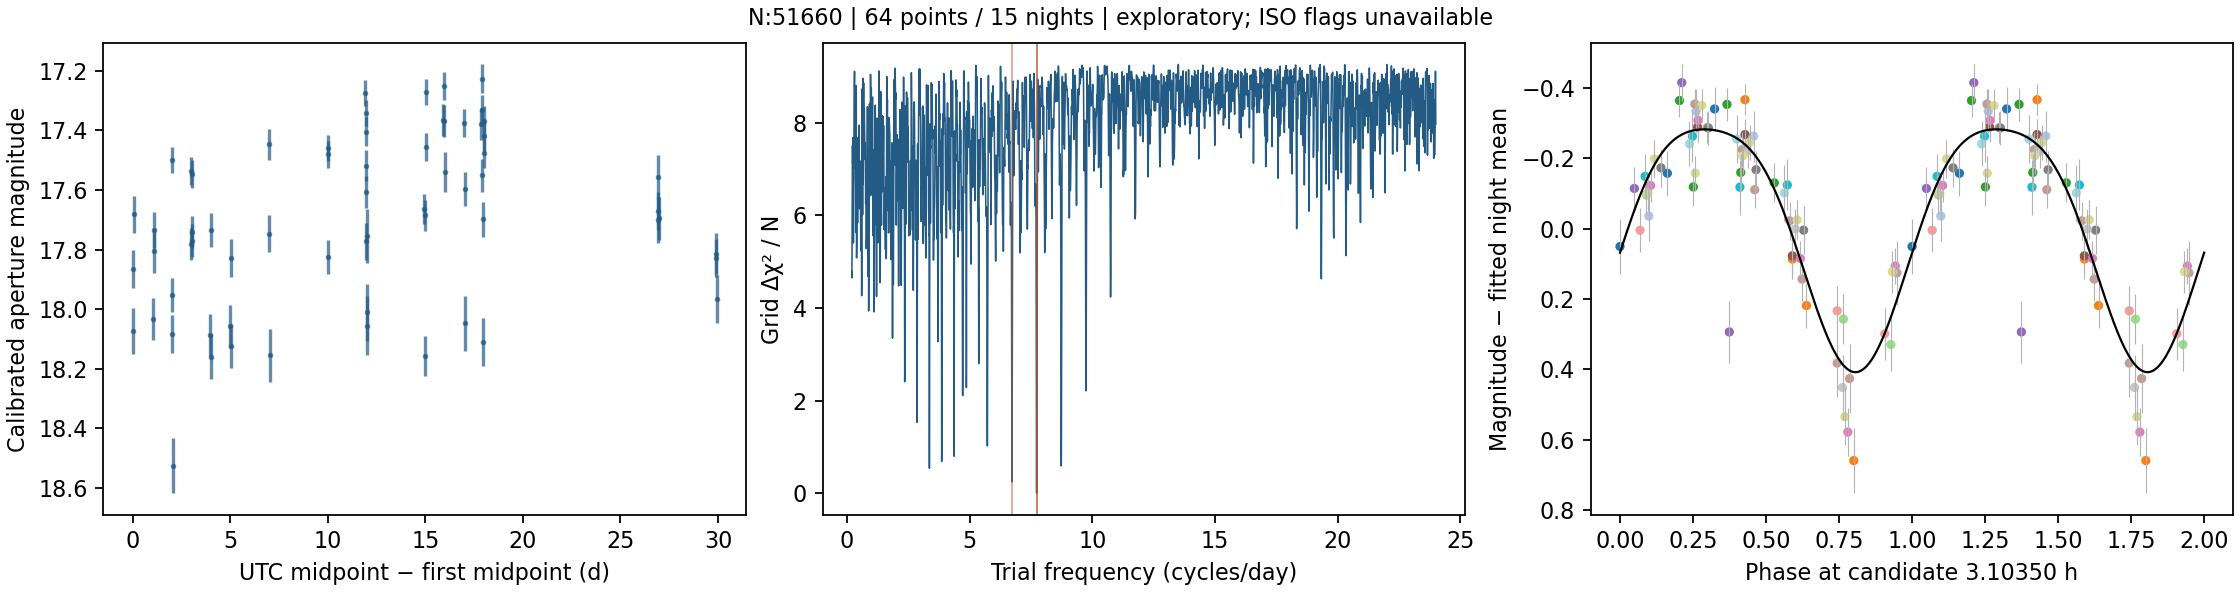 N:51660 | 64 points / 15 nights | exploratory; ISO flags unavailable
Calibrated aperture magnitude
17.2
17.4
17.6
17.8
18.0
18.2
18.4
18.6
0 5 10 15 20 25 30
UTC midpoint − first midpoint (d)
Grid Δχ² / N
8
6
4
2
0
0 5 10 15 20 25
Trial frequency (cycles/day)
Magnitude − fitted night mean
−0.4
−0.2
0.0
0.2
0.4
0.6
0.8
0.00 0.25 0.50 0.75 1.00 1.25 1.50 1.75 2.00
Phase at candidate 3.10350 h